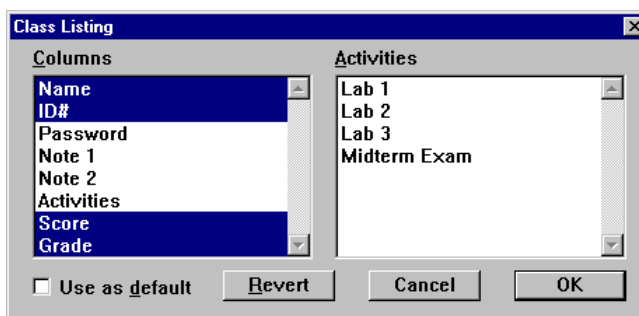 Class Listing
Columns
Name
ID#
Password
Note 1
Note 2
Activities
Score
Grade
Activities
Lab 1
Lab 2
Lab 3
Midterm Exam
Use as default
Revert
Cancel
OK